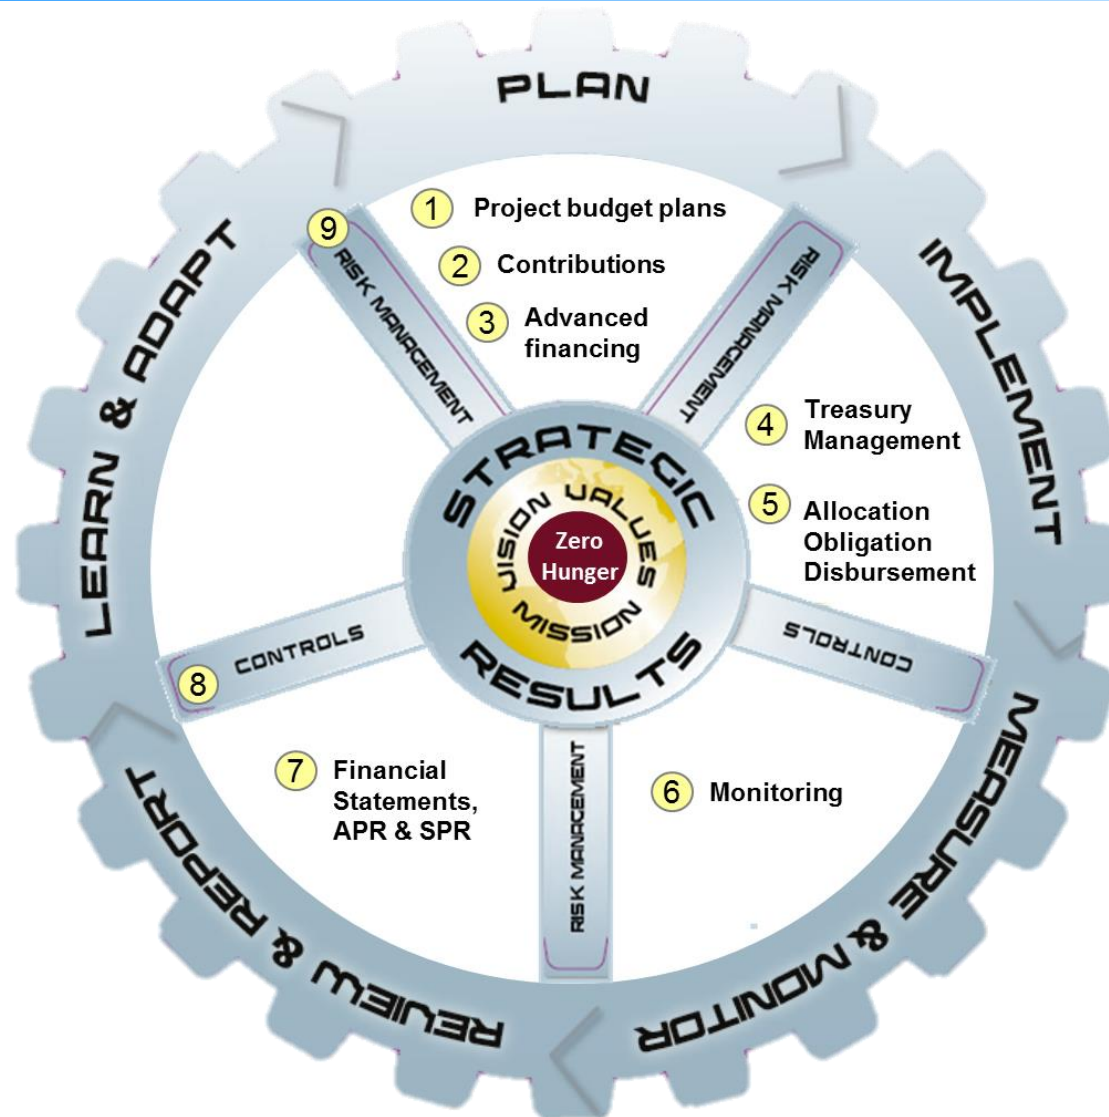 PLAN
IMPLEMENT
MEASURE & MONITOR
REVIEW & REPORT
LEARN & ADAPT
1 Project budget plans
2 Contributions
3 Advanced
financing
9
RISK MANAGEMENT
RISK MANAGEMENT
4 Treasury
Management
5 Allocation
Obligation
Disbursement
STRATEGIC
RESULTS
VISION VALUES
MISSION
Zero
Hunger
8 CONTROLS
CONTROLS
RISK MANAGEMENT
6 Monitoring
7 Financial
Statements,
APR & SPR